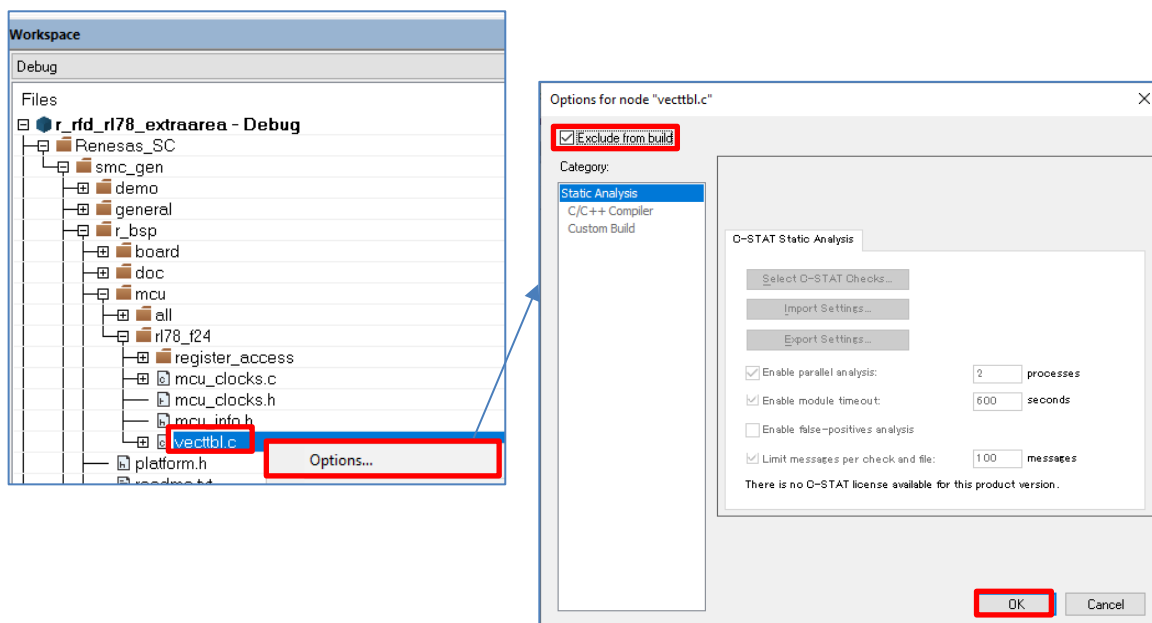 Workspace
Debug
Files
r_rfd_rl78_extraarea - Debug
Renesas_SC
smc_gen
demo
general
r_bsp
board
doc
mcu
all
rl78_f24
register_access
mcu_clocks.c
mcu_clocks.h
mcu_info.h
vecttbl.c
Options...
platform.h
readme.txt
Options for node "vecttbl.c"
Exclude from build
Category:
Static Analysis
C/C++ Compiler
Custom Build
C-STAT Static Analysis
Select C-STAT Checks...
Import Settings...
Export Settings...
Enable parallel analysis: 2 processes
Enable module timeout: 600 seconds
Enable false-positives analysis
Limit messages per check and file: 100 messages
There is no C-STAT license available for this product version.
OK Cancel